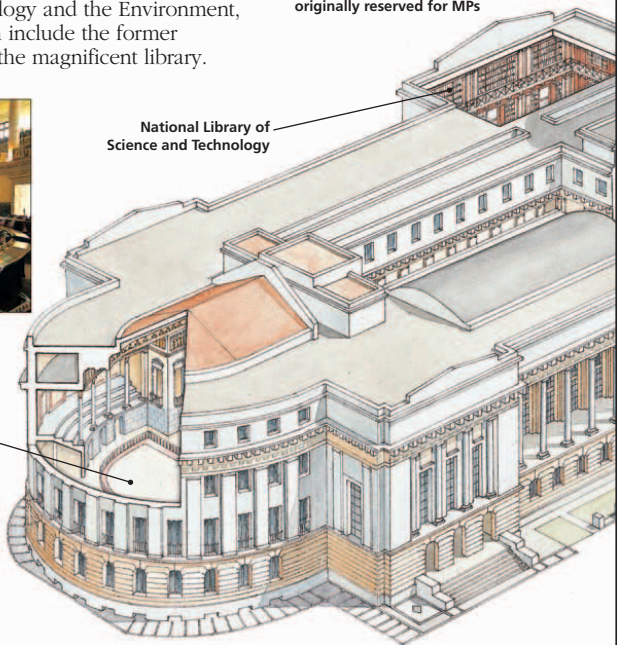 logy and the Environment,
include the former
the magnificent library.
originally reserved for MPs
National Library of
Science and Technology